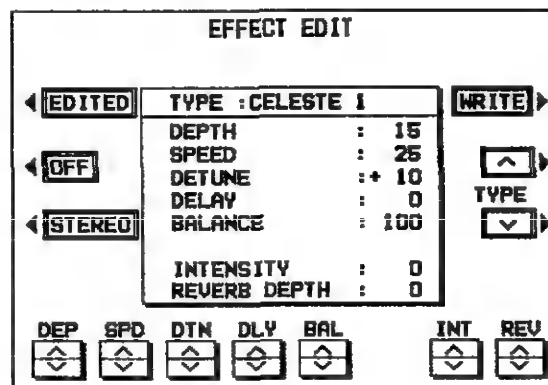 EFFECT EDIT
EDITED
TYPE :CELESTE 1
WRITE
DEPTH : 15
SPEED : 25
OFF
DETUNE :+ 10
DELAY : 0
TYPE
STEREO
BALANCE : 100
INTENSITY : 0
REVERB DEPTH : 0
DEP SPD DTN DLY BAL INT REV